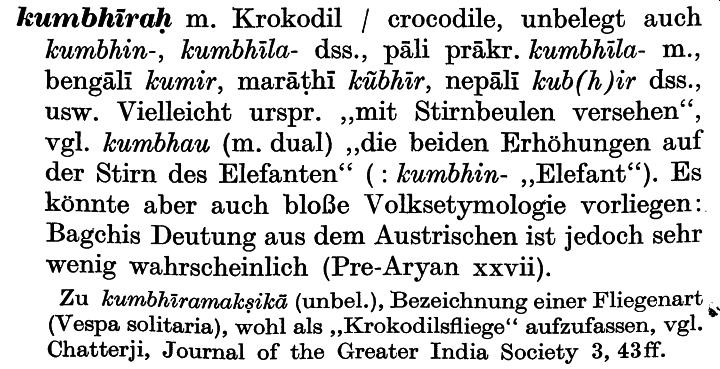 kumbhīraḥ m. Krokodil / crocodile, unbelegt auch
kumbhin-, kumbhīla- dss., pāli prākr. kumbhīla- m.,
bengālī kumir, marāṭhī kū̃bhīr, nepālī kub(h)ir dss.,
usw. Vielleicht urspr. ,,mit Stirnbeulen versehen“,
vgl. kumbhau (m. dual) ,,die beiden Erhöhungen auf
der Stirn des Elefanten“ (: kumbhin- ,,Elefant“). Es
könnte aber auch bloße Volksetymologie vorliegen:
Bagchis Deutung aus dem Austrischen ist jedoch sehr
wenig wahrscheinlich (Pre-Aryan xxvii).
Zu kumbhīramakṣikā (unbel.), Bezeichnung einer Fliegenart
(Vespa solitaria), wohl als ,,Krokodilsfliege“ aufzufassen, vgl.
Chatterji, Journal of the Greater India Society 3, 43ff.